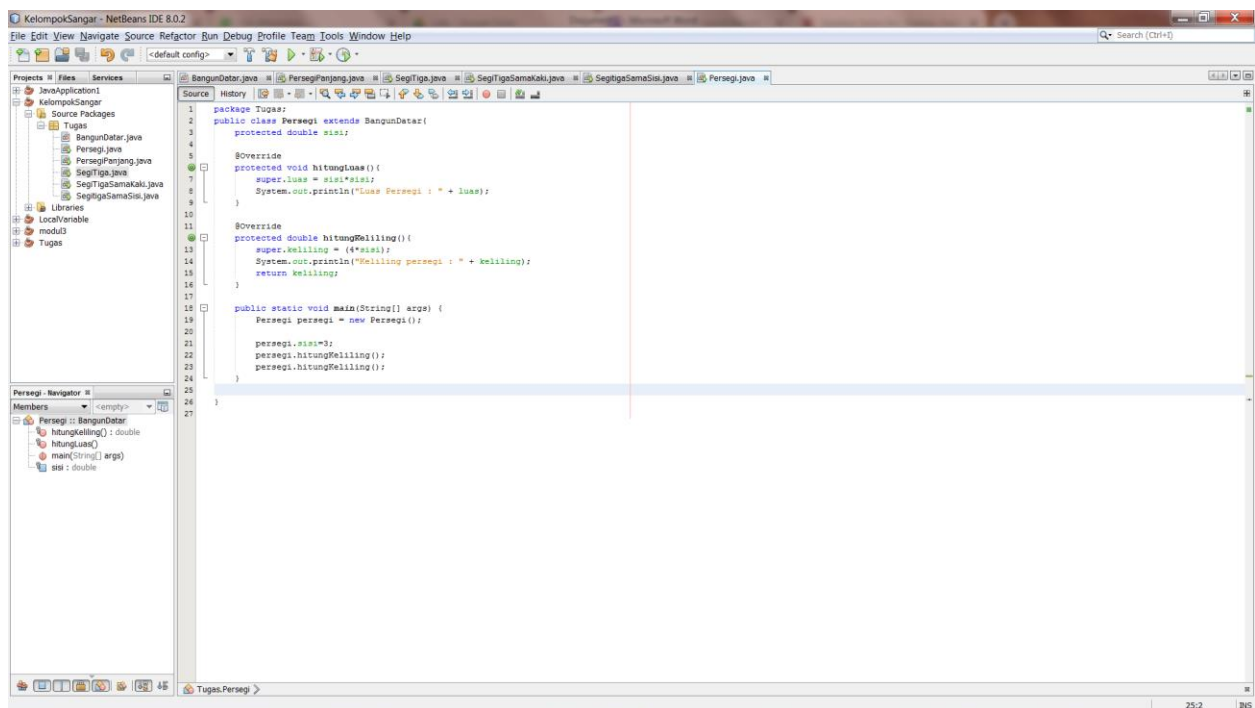 KelompokSangar - NetBeans IDE 8.0.2
File Edit View Navigate Source Refactor Run Debug Profile Team Tools Window Help
Search (Ctrl+I)
<default config>
Projects Files Services
BangunDatar.java PersegiPanjang.java SegiTiga.java SegiTigaSamaKaki.java SegitigaSamaSisi.java Persegi.java
JavaApplication1
KelompokSangar
Source Packages
Tugas
BangunDatar.java
Persegi.java
PersegiPanjang.java
SegiTiga.java
SegiTigaSamaKaki.java
SegitigaSamaSisi.java
Libraries
LocalVariable
modul3
Tugas
Source History
1 package Tugas;
2 public class Persegi extends BangunDatar{
3 protected double sisi;
4
5 @Override
protected void hitungLuas(){
7 super.luas = sisi*sisi;
8 System.out.println("Luas Persegi : " + luas);
9 }
10
11 @Override
protected double hitungKeliling(){
13 super.keliling = (4*sisi);
14 System.out.println("Keliling persegi : " + keliling);
15 return keliling;
16 }
17
18 public static void main(String[] args) {
19 Persegi persegi = new Persegi();
20
21 persegi.sisi=3;
22 persegi.hitungKeliling();
23 persegi.hitungKeliling();
24 }
25
26 }
27
Persegi - Navigator
Members <empty>
Persegi :: BangunDatar
hitungKeliling() : double
hitungLuas()
main(String[] args)
sisi : double
Tugas.Persegi
25:2 INS